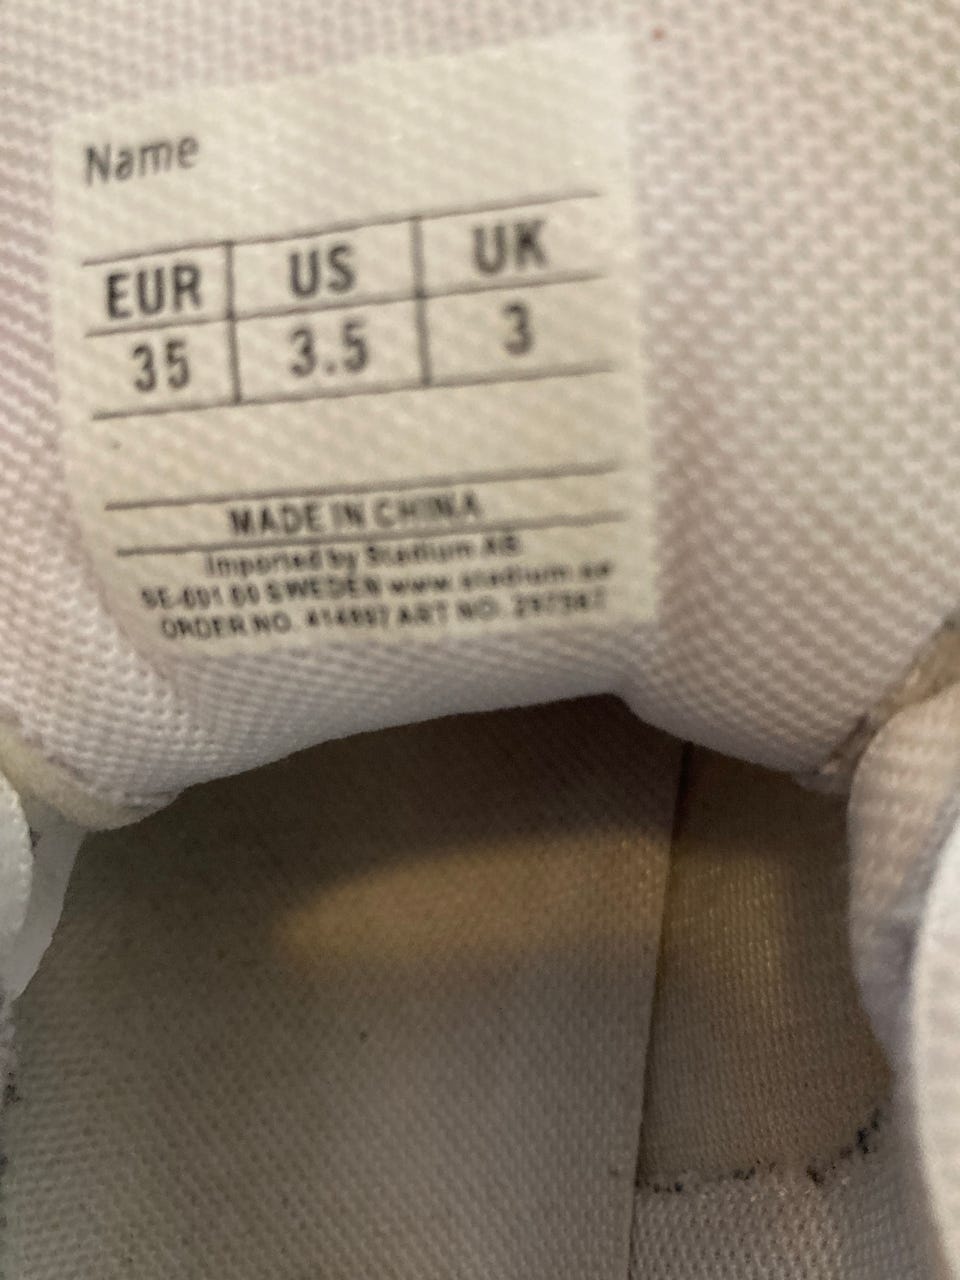 Name
EUR US UK
35 3.5 3
MADE IN CHINA
Imported by Stadium AB
SWEDEN www.stadium.se
ORDER NO. ART NO.